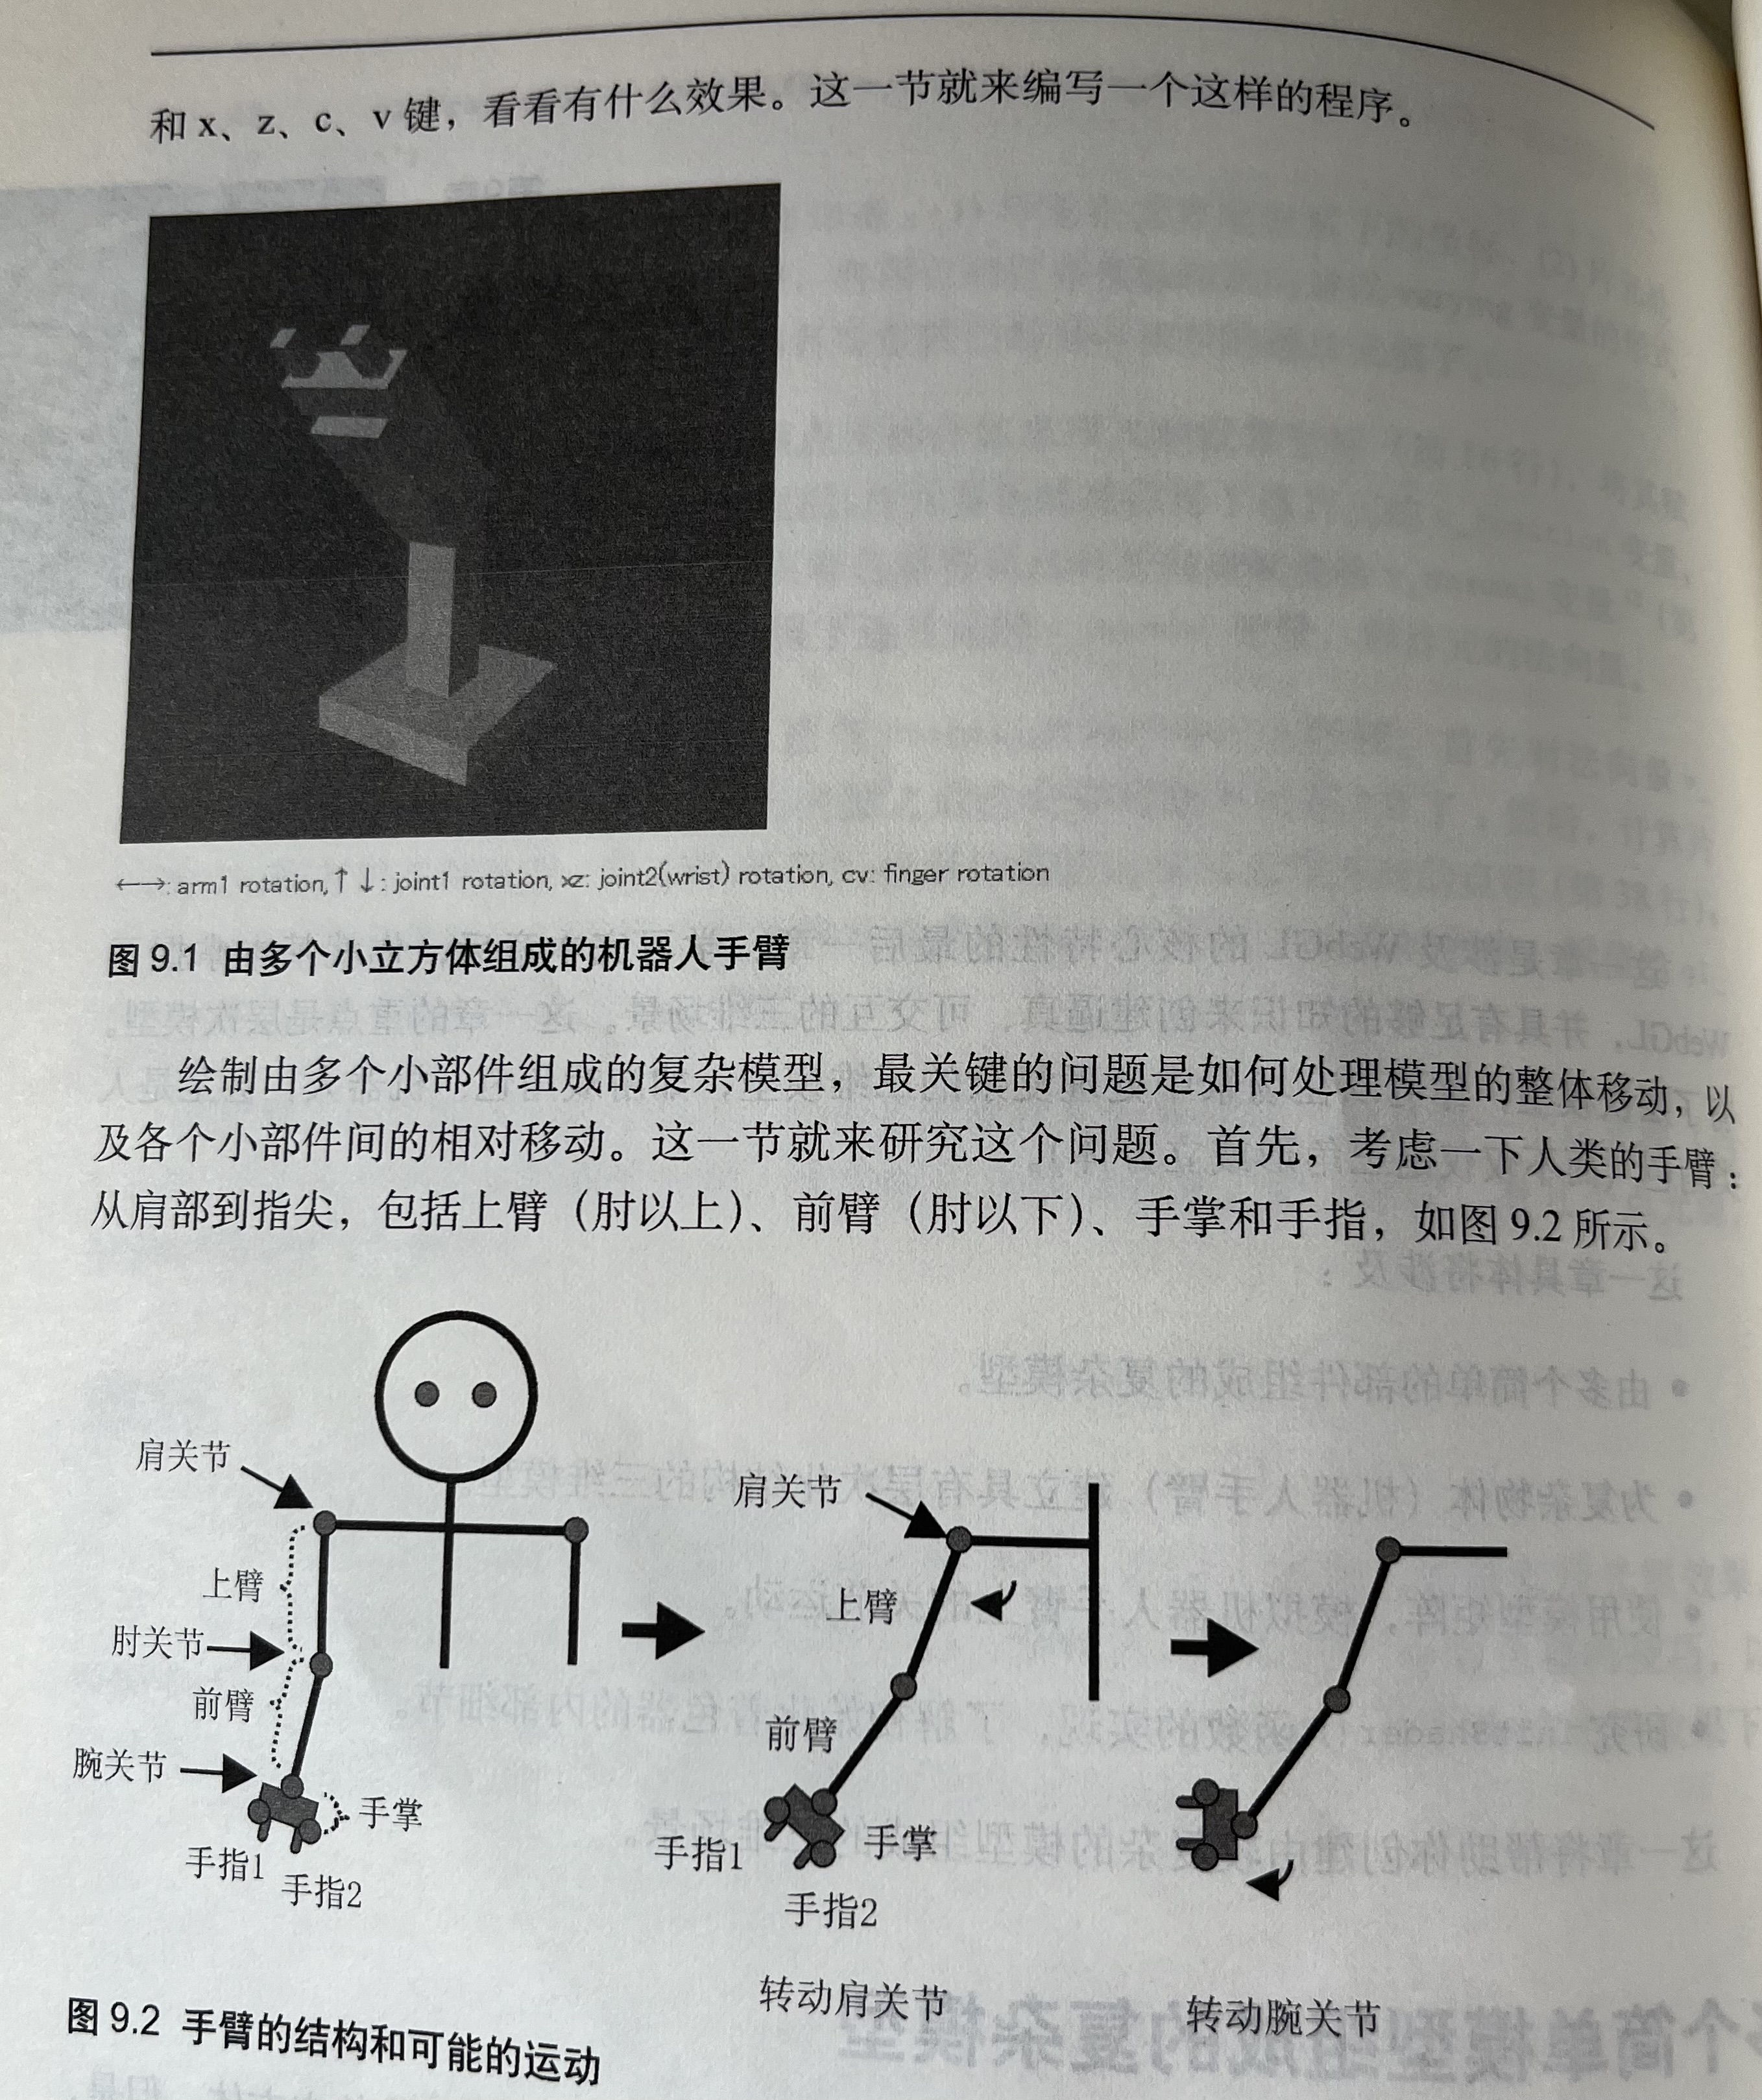 和 x、z、c、v 键，看看有什么效果。这一节就来编写一个这样的程序。
←→: arm1 rotation, ↑ ↓ : joint1 rotation, xz: joint2(wrist) rotation, cv: finger rotation
图 9.1 由多个小立方体组成的机器人手臂
绘制由多个小部件组成的复杂模型，最关键的问题是如何处理模型的整体移动，以
及各个小部件间的相对移动。这一节就来研究这个问题。首先，考虑一下人类的手臂：
从肩部到指尖，包括上臂（肘以上）、前臂（肘以下）、手掌和手指，如图 9.2 所示。
肩关节
上臂
肘关节
前臂
腕关节
手掌
手指1
手指2
肩关节
上臂
前臂
手指1
手掌
手指2
转动肩关节
转动腕关节
图 9.2 手臂的结构和可能的运动